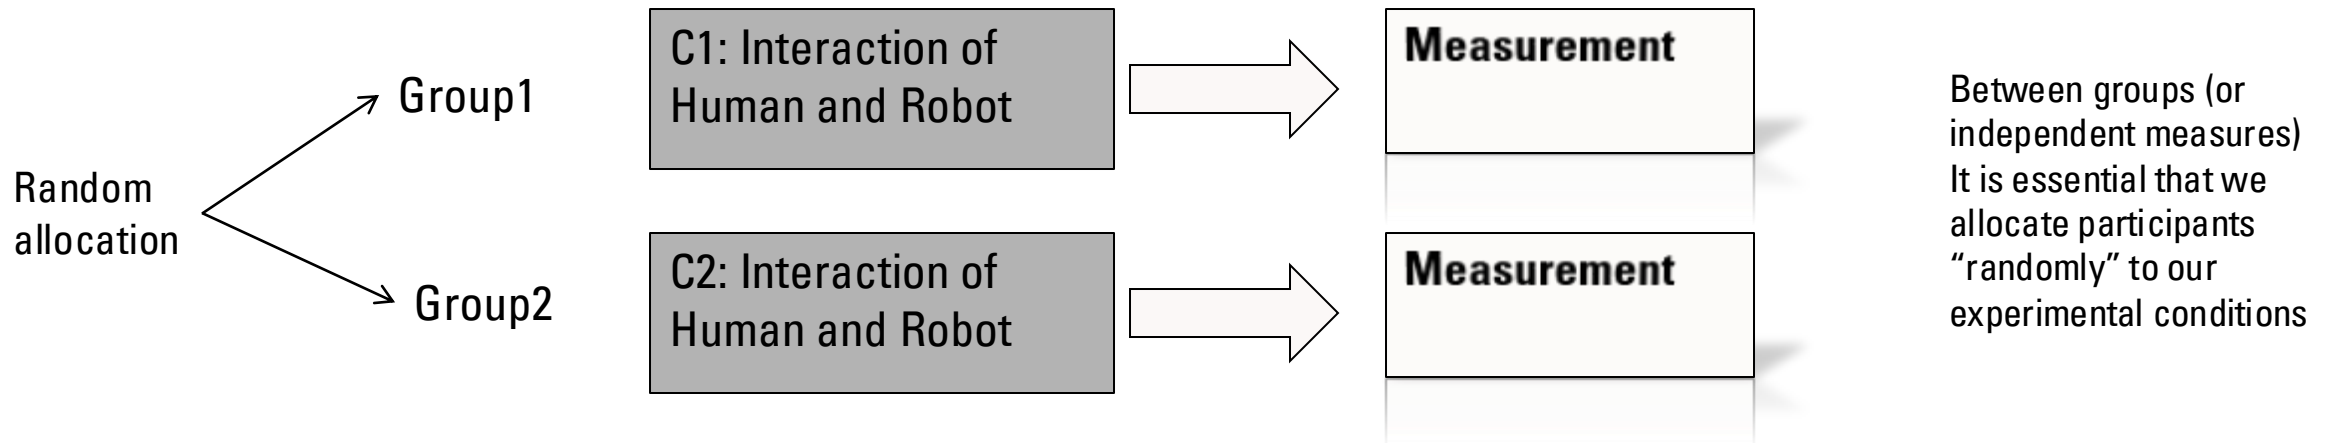 Random
allocation
Group1
Group2
C1: Interaction of
Human and Robot
Measurement
C2: Interaction of
Human and Robot
Measurement
Between groups (or
independent measures)
It is essential that we
allocate participants
“randomly” to our
experimental conditions